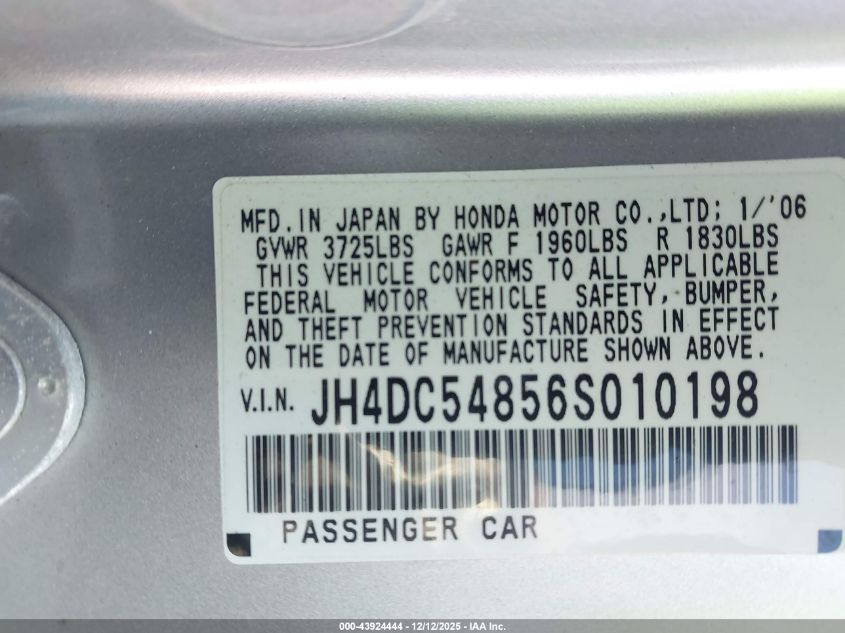 MFD. IN JAPAN BY HONDA MOTOR CO.,LTD; 1/'06
GVWR 3725LBS GAWR F 1960LBS R 1830LBS
THIS VEHICLE CONFORMS TO ALL APPLICABLE
FEDERAL MOTOR VEHICLE SAFETY, BUMPER,
AND THEFT PREVENTION STANDARDS IN EFFECT
ON THE DATE OF MANUFACTURE SHOWN ABOVE.
V.I.N. JH4DC54856S010198
PASSENGER CAR
000-43924444 - 12/12/2025 - IAA Inc.